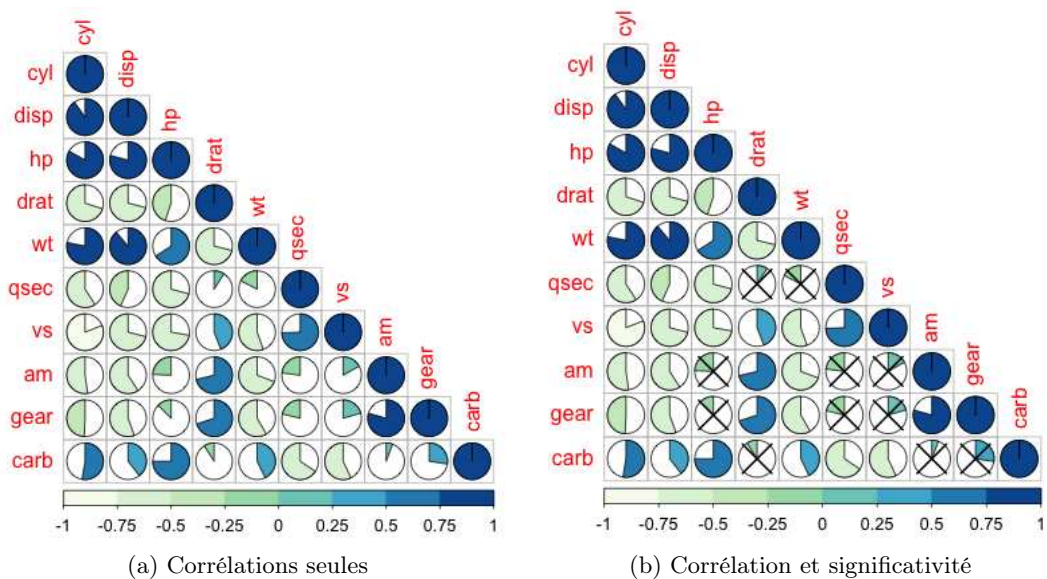 cyl
disp
hp
drat
wt
qsec
vs
am
gear
carb
cyl
disp
hp
drat
wt
qsec
vs
am
gear
carb
-1 -0.75 -0.5 -0.25 0 0.25 0.5 0.75 1
(a) Corrélations seules
cyl
disp
hp
drat
wt
qsec
vs
am
gear
carb
cyl
disp
hp
drat
wt
qsec
vs
am
gear
carb
-1 -0.75 -0.5 -0.25 0 0.25 0.5 0.75 1
(b) Corrélation et significativité